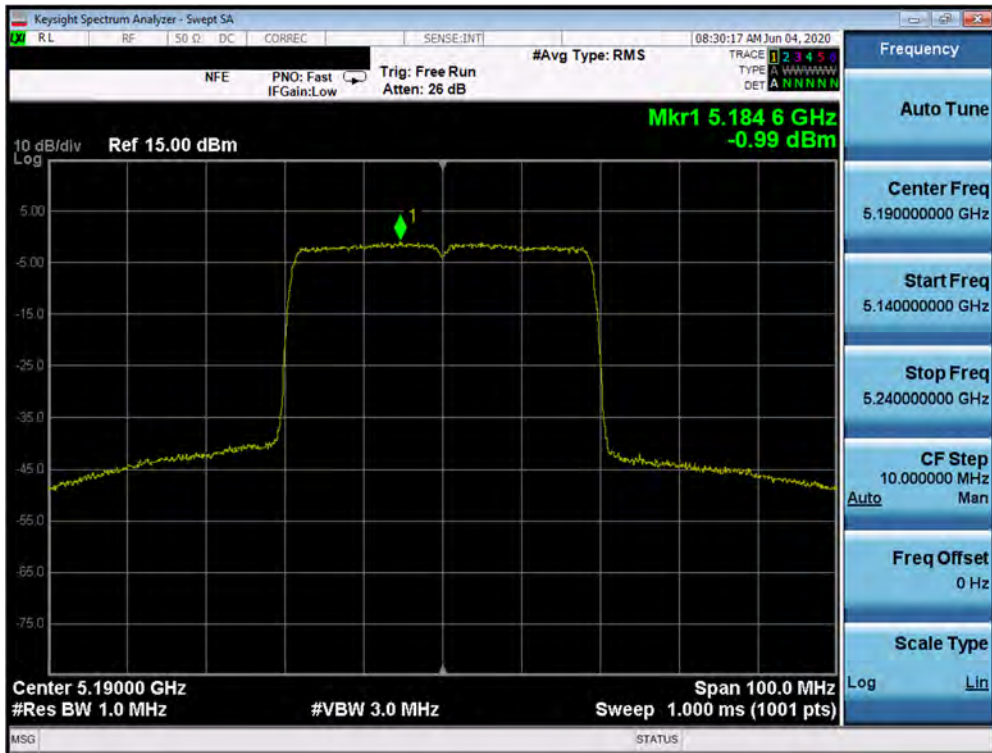 Keysight Spectrum Analyzer - Swept SA
LXI RL RF 50 Ω DC CORREC SENSE:INT 08:30:17 AM Jun 04, 2020
#Avg Type: RMS TRACE 1 2 3 4 5 6
NFE PNO: Fast Trig: Free Run TYPE A WWWWW
IFGain:Low Atten: 26 dB DET A N N N N N
Mkr1 5.184 6 GHz
-0.99 dBm
10 dB/div Ref 15.00 dBm
Log
1
5.00
-5.00
-15.0
-25.0
-35.0
-45.0
-55.0
-65.0
-75.0
Center 5.19000 GHz Span 100.0 MHz
#Res BW 1.0 MHz #VBW 3.0 MHz Sweep 1.000 ms (1001 pts)
MSG STATUS
Frequency
Auto Tune
Center Freq
5.190000000 GHz
Start Freq
5.140000000 GHz
Stop Freq
5.240000000 GHz
CF Step
10.000000 MHz
Auto Man
Freq Offset
0 Hz
Scale Type
Log Lin